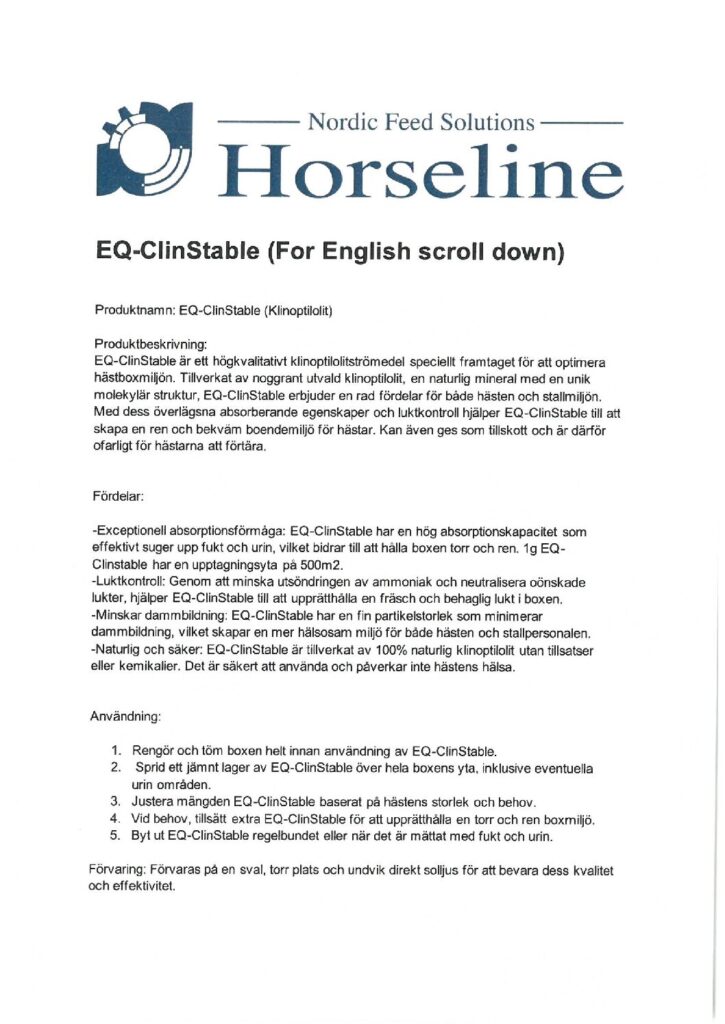 Nordic Feed Solutions
Horseline
EQ-ClinStable (For English scroll down)
Produktnamn: EQ-ClinStable (Klinoptilolit)
Produktbeskrivning:
EQ-ClinStable är ett högkvalitativt klinoptilolitströmedel speciellt framtaget för att optimera
hästboxmiljön. Tillverkat av noggrant utvald klinoptilolit, en naturlig mineral med en unik
molekylär struktur, EQ-ClinStable erbjuder en rad fördelar för både hästen och stallmiljön.
Med dess överlägsna absorberande egenskaper och luktkontroll hjälper EQ-ClinStable till att
skapa en ren och bekväm boendemiljö för hästar. Kan även ges som tillskott och är därför
ofarligt för hästarna att förtära.
Fördelar:
-Exceptionell absorptionsförmåga: EQ-ClinStable har en hög absorptionskapacitet som
effektivt suger upp fukt och urin, vilket bidrar till att hålla boxen torr och ren. 1g EQ-
Clinstable har en upptagningsyta på 500m2.
-Luktkontroll: Genom att minska utsöndringen av ammoniak och neutralisera oönskade
lukter, hjälper EQ-ClinStable till att upprätthålla en fräsch och behaglig lukt i boxen.
-Minskar dammbildning: EQ-ClinStable har en fin partikelstorlek som minimerar
dammbildning, vilket skapar en mer hälsosam miljö för både hästen och stallpersonalen.
-Naturlig och säker: EQ-ClinStable är tillverkat av 100% naturlig klinoptilolit utan tillsatser
eller kemikalier. Det är säkert att använda och påverkar inte hästens hälsa.
Användning:
1. Rengör och töm boxen helt innan användning av EQ-ClinStable.
2. Sprid ett jämnt lager av EQ-ClinStable över hela boxens yta, inklusive eventuella
urin områden.
3. Justera mängden EQ-ClinStable baserat på hästens storlek och behov.
4. Vid behov, tillsätt extra EQ-ClinStable för att upprätthålla en torr och ren boxmiljö.
5. Byt ut EQ-ClinStable regelbundet eller när det är mättat med fukt och urin.
Förvaring: Förvaras på en sval, torr plats och undvik direkt solljus för att bevara dess kvalitet
och effektivitet.